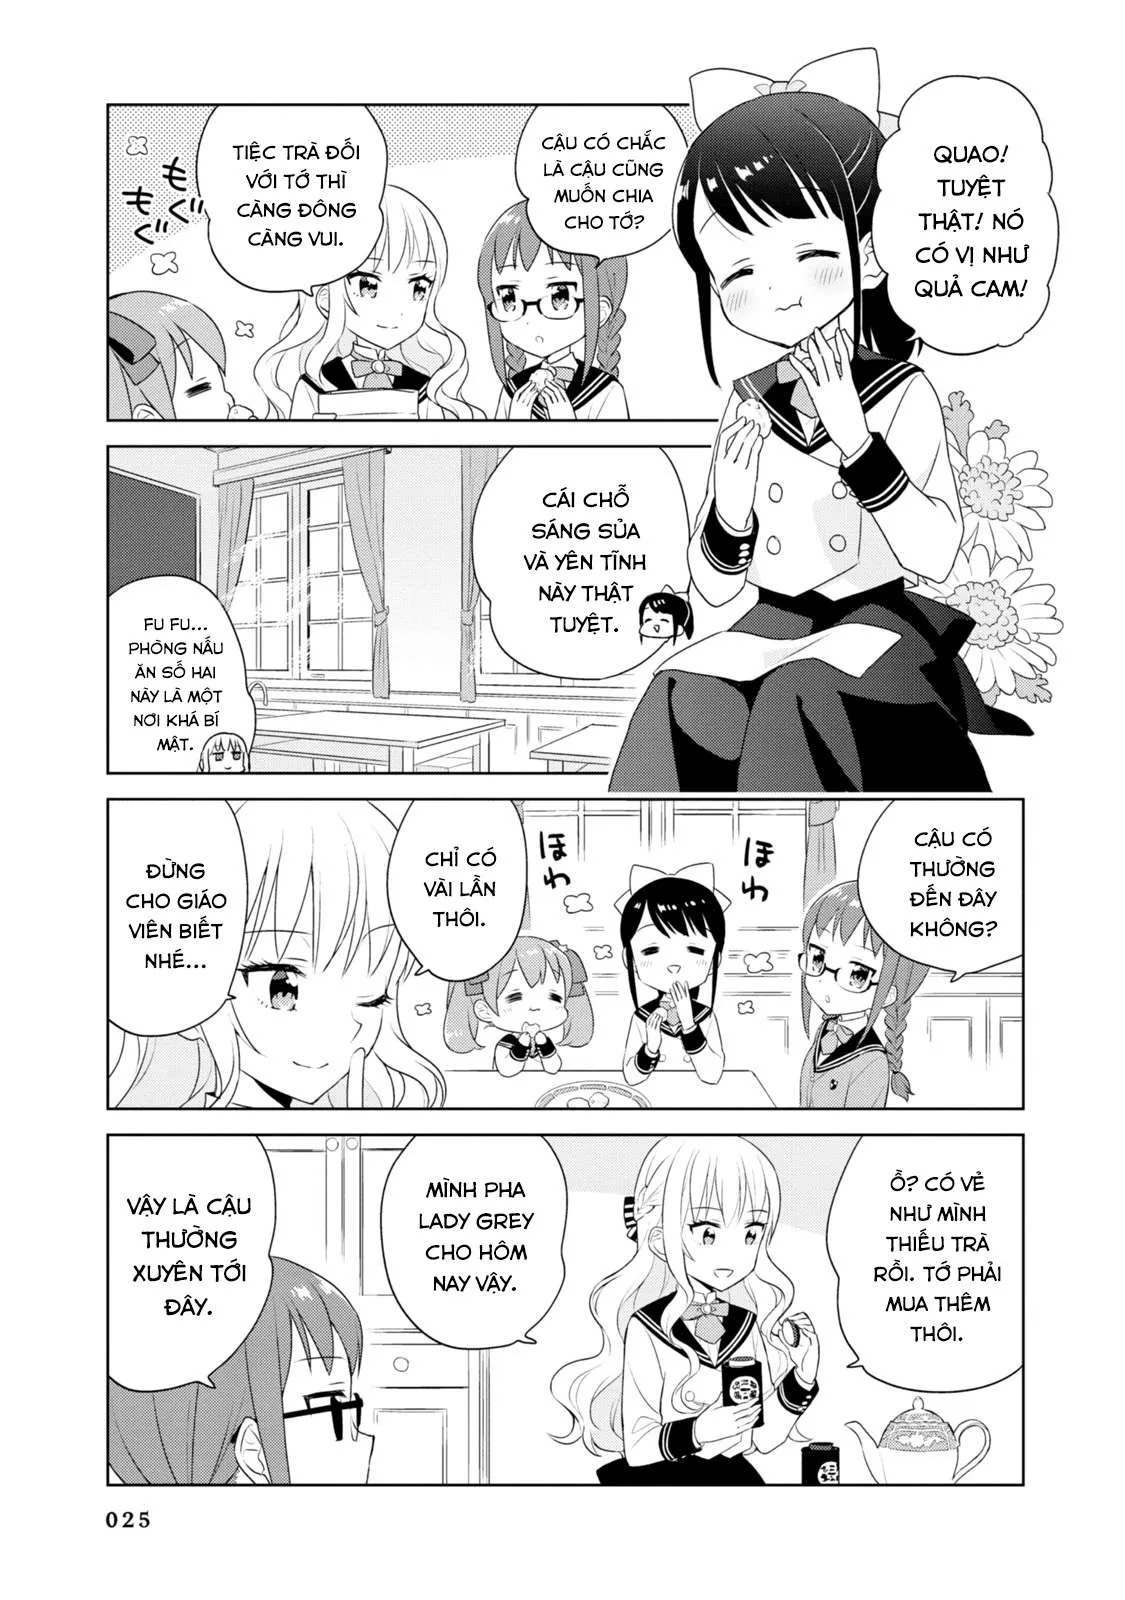 QUAO!
TUYỆT
THẬT! NÓ
CÓ VỊ NHƯ
QUẢ CAM!
CẬU CÓ CHẮC
LÀ CẬU CŨNG
MUỐN CHIA
CHO TỚ?
TIỆC TRÀ ĐỐI
VỚI TỚ THÌ
CÀNG ĐÔNG
CÀNG VUI.
もぐ
もぐ
CÁI CHỖ
SÁNG SỦA
VÀ YÊN TĨNH
NÀY THẬT
TUYỆT.
FU FU...
PHÒNG NẤU
ĂN SỐ HAI
NÀY LÀ MỘT
NƠI KHÁ BÍ
MẬT.
CẬU CÓ
THƯỜNG
ĐẾN ĐÂY
KHÔNG?
ほわ
ほわ
CHỈ CÓ
VÀI LẦN
THÔI.
ĐỪNG
CHO GIÁO
VIÊN BIẾT
NHÉ...
Ồ? CÓ VẺ
NHƯ MÌNH
THIẾU TRÀ
RỒI. TỚ PHẢI
MUA THÊM
THÔI.
MÌNH PHA
LADY GREY
CHO HÔM
NAY VẬY.
VẬY LÀ CẬU
THƯỜNG
XUYÊN TỚI
ĐÂY.
025